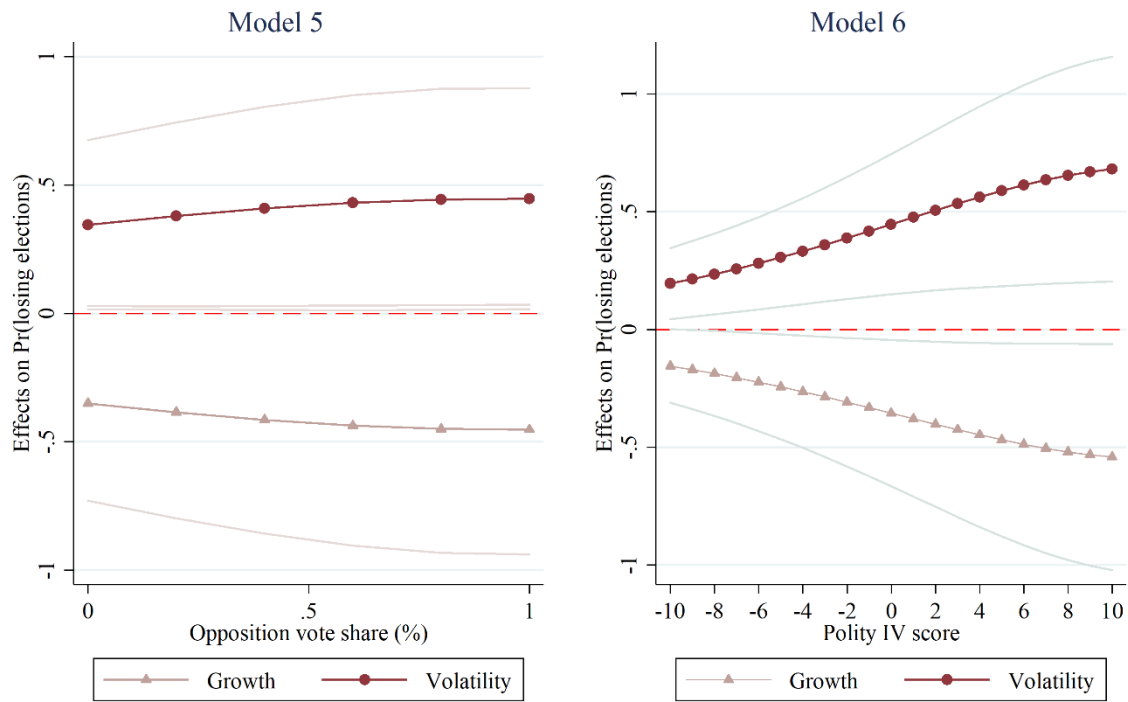 Model 5
Effects on Pr(losing elections)
1
.5
0
-.5
-1
0
.5
1
Opposition vote share (%)
Growth
Volatility
Model 6
Effects on Pr(losing elections)
1
.5
0
-.5
-1
-10
-8
-6
-4
-2
0
2
4
6
8
10
Polity IV score
Growth
Volatility